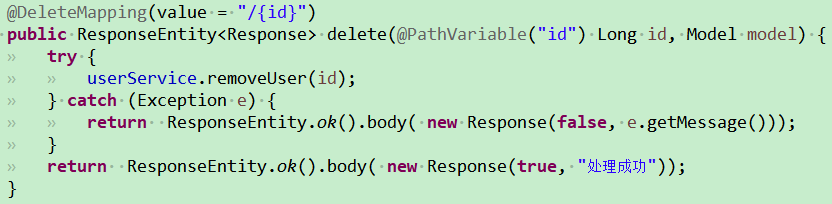 @DeleteMapping(value = "/{id}")
public ResponseEntity<Response> delete(@PathVariable("id") Long id, Model model) {
    try {
        userService.removeUser(id);
    } catch (Exception e) {
        return  ResponseEntity.ok().body( new Response(false, e.getMessage()));
    }
    return  ResponseEntity.ok().body( new Response(true, "处理成功"));
}